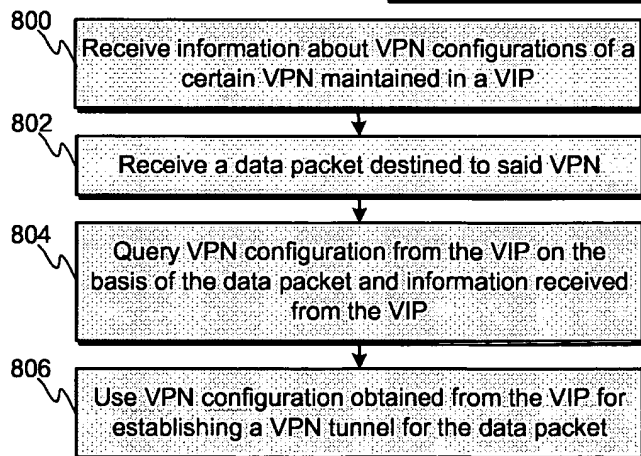 800
Receive information about VPN configurations of a
certain VPN maintained in a VIP
802
Receive a data packet destined to said VPN
804
Query VPN configuration from the VIP on the
basis of the data packet and information received
from the VIP
806
Use VPN configuration obtained from the VIP for
establishing a VPN tunnel for the data packet